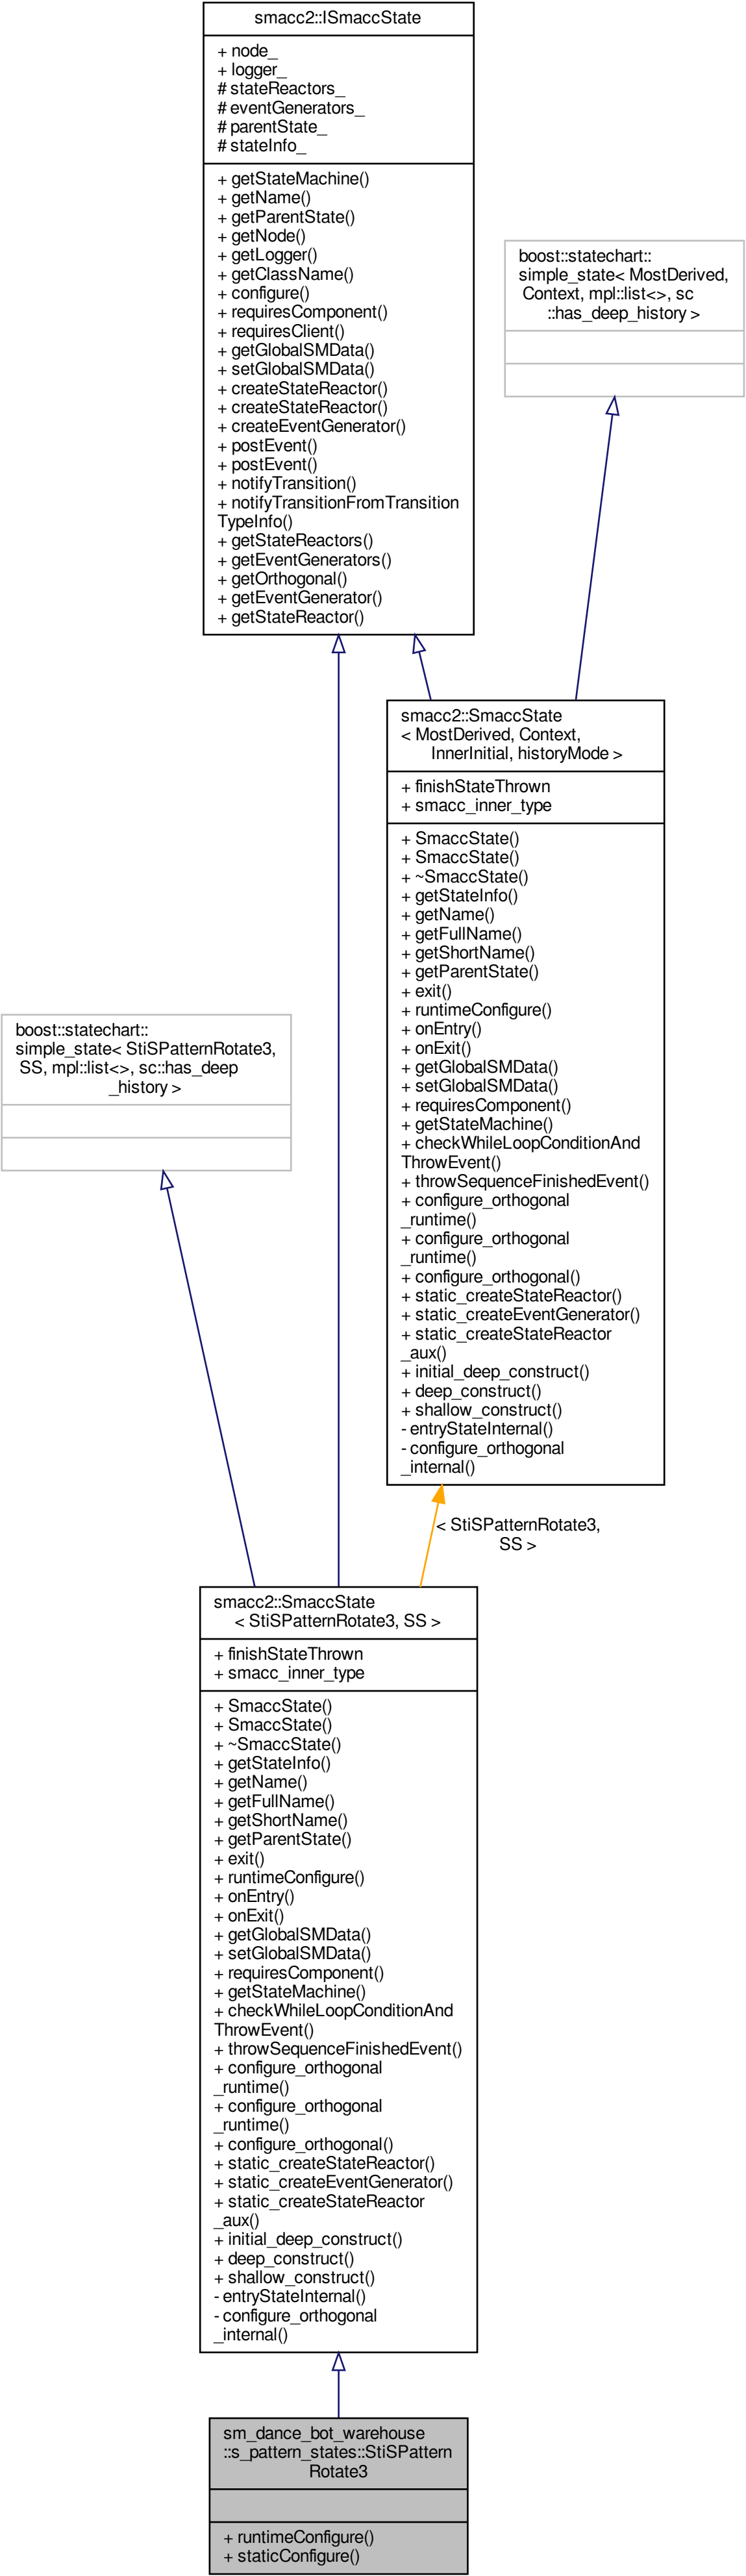 smacc2::ISmaccState
+ node_
+ logger_
# stateReactors_
# eventGenerators_
# parentState_
# stateInfo_
+ getStateMachine()
+ getName()
+ getParentState()
+ getNode()
+ getLogger()
+ getClassName()
+ configure()
+ requiresComponent()
+ requiresClient()
+ getGlobalSMData()
+ setGlobalSMData()
+ createStateReactor()
+ createStateReactor()
+ createEventGenerator()
+ postEvent()
+ postEvent()
+ notifyTransition()
+ notifyTransitionFromTransition
TypeInfo()
+ getStateReactors()
+ getEventGenerators()
+ getOrthogonal()
+ getEventGenerator()
+ getStateReactor()
boost::statechart::
simple_state< MostDerived,
Context, mpl::list<>, sc
::has_deep_history >
smacc2::SmaccState
< MostDerived, Context,
InnerInitial, historyMode >
+ finishStateThrown
+ smacc_inner_type
+ SmaccState()
+ SmaccState()
+ ~SmaccState()
+ getStateInfo()
+ getName()
+ getFullName()
+ getShortName()
+ getParentState()
+ exit()
+ runtimeConfigure()
+ onEntry()
+ onExit()
+ getGlobalSMData()
+ setGlobalSMData()
+ requiresComponent()
+ getStateMachine()
+ checkWhileLoopConditionAnd
ThrowEvent()
+ throwSequenceFinishedEvent()
+ configure_orthogonal
_runtime()
+ configure_orthogonal
_runtime()
+ configure_orthogonal()
+ static_createStateReactor()
+ static_createEventGenerator()
+ static_createStateReactor
_aux()
+ initial_deep_construct()
+ deep_construct()
+ shallow_construct()
- entryStateInternal()
- configure_orthogonal
_internal()
boost::statechart::
simple_state< StiSPatternRotate3,
SS, mpl::list<>, sc::has_deep
_history >
< StiSPatternRotate3,
SS >
smacc2::SmaccState
< StiSPatternRotate3, SS >
+ finishStateThrown
+ smacc_inner_type
+ SmaccState()
+ SmaccState()
+ ~SmaccState()
+ getStateInfo()
+ getName()
+ getFullName()
+ getShortName()
+ getParentState()
+ exit()
+ runtimeConfigure()
+ onEntry()
+ onExit()
+ getGlobalSMData()
+ setGlobalSMData()
+ requiresComponent()
+ getStateMachine()
+ checkWhileLoopConditionAnd
ThrowEvent()
+ throwSequenceFinishedEvent()
+ configure_orthogonal
_runtime()
+ configure_orthogonal
_runtime()
+ configure_orthogonal()
+ static_createStateReactor()
+ static_createEventGenerator()
+ static_createStateReactor
_aux()
+ initial_deep_construct()
+ deep_construct()
+ shallow_construct()
- entryStateInternal()
- configure_orthogonal
_internal()
sm_dance_bot_warehouse
::s_pattern_states::StiSPattern
Rotate3
+ runtimeConfigure()
+ staticConfigure()